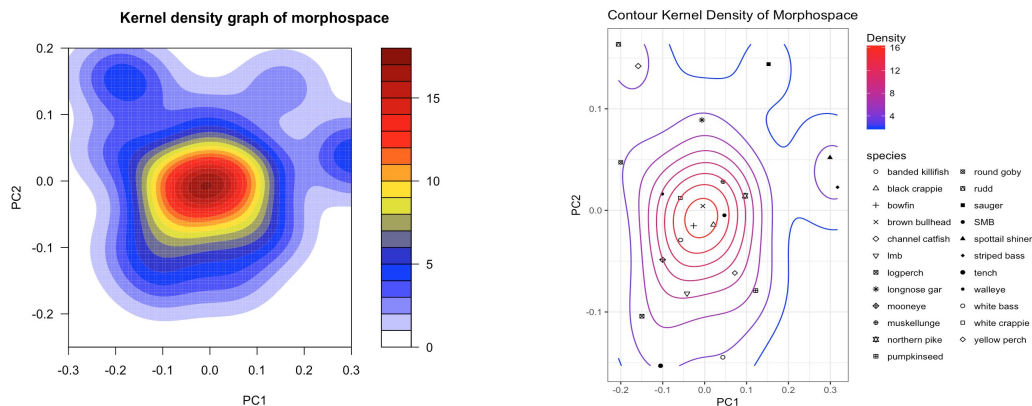 Kernel density graph of morphospace
0.2
0.1
0.0
-0.1
-0.2
PC2
-0.3
-0.2
-0.1
0.0
0.1
0.2
0.3
PC1
15
10
5
0
Contour Kernel Density of Morphospace
0.1
0.0
-0.1
PC2
-0.2
-0.1
0.0
0.1
0.2
0.3
PC1
Density
16
12
8
4
species
banded killifish
black crappie
bowfin
brown bullhead
channel catfish
lmb
logperch
longnose gar
mooneye
muskellunge
northern pike
pumpkinseed
round goby
rudd
sauger
SMB
spottail shiner
striped bass
tench
walleye
white bass
white crappie
yellow perch